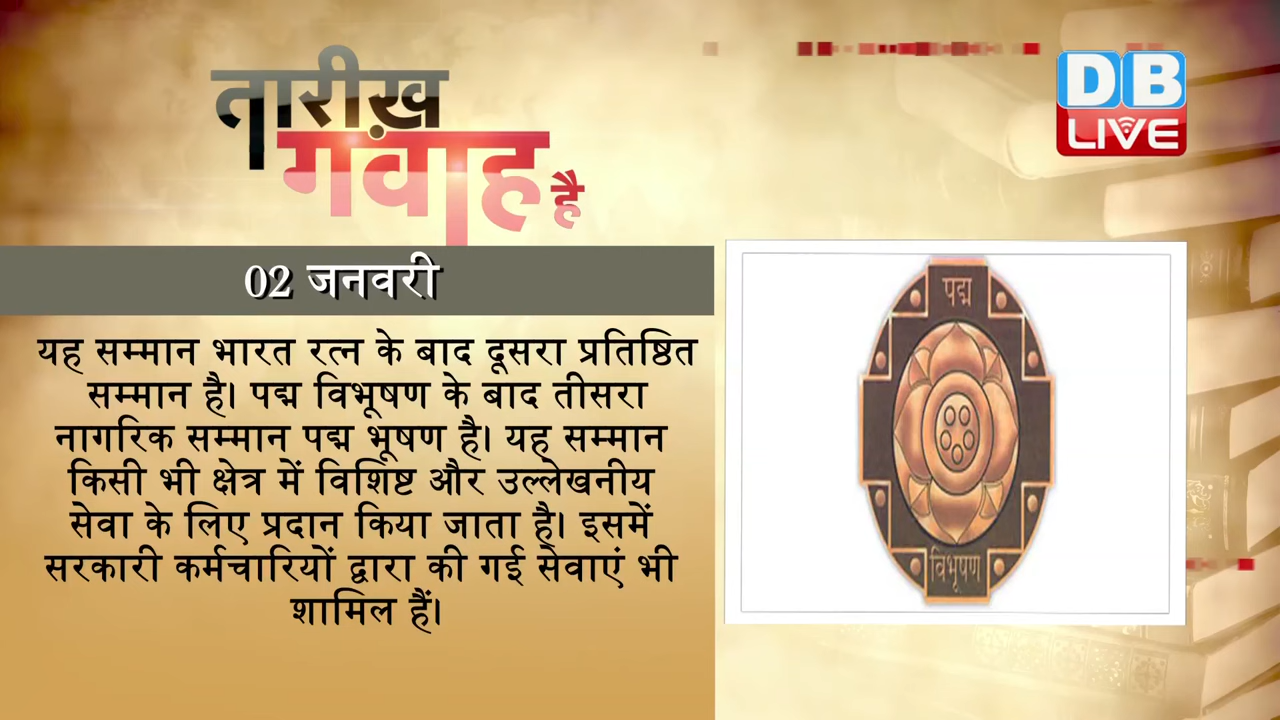 तारीख़
गवाह है
DB
LIVE
02 जनवरी
यह सम्मान भारत रत्न के बाद दूसरा प्रतिष्ठित
सम्मान है। पद्म विभूषण के बाद तीसरा
नागरिक सम्मान पद्म भूषण है। यह सम्मान
किसी भी क्षेत्र में विशिष्ट और उल्लेखनीय
सेवा के लिए प्रदान किया जाता है। इसमें
सरकारी कर्मचारियों द्वारा की गई सेवाएं भी
शामिल हैं।
पद्म
विभूषण